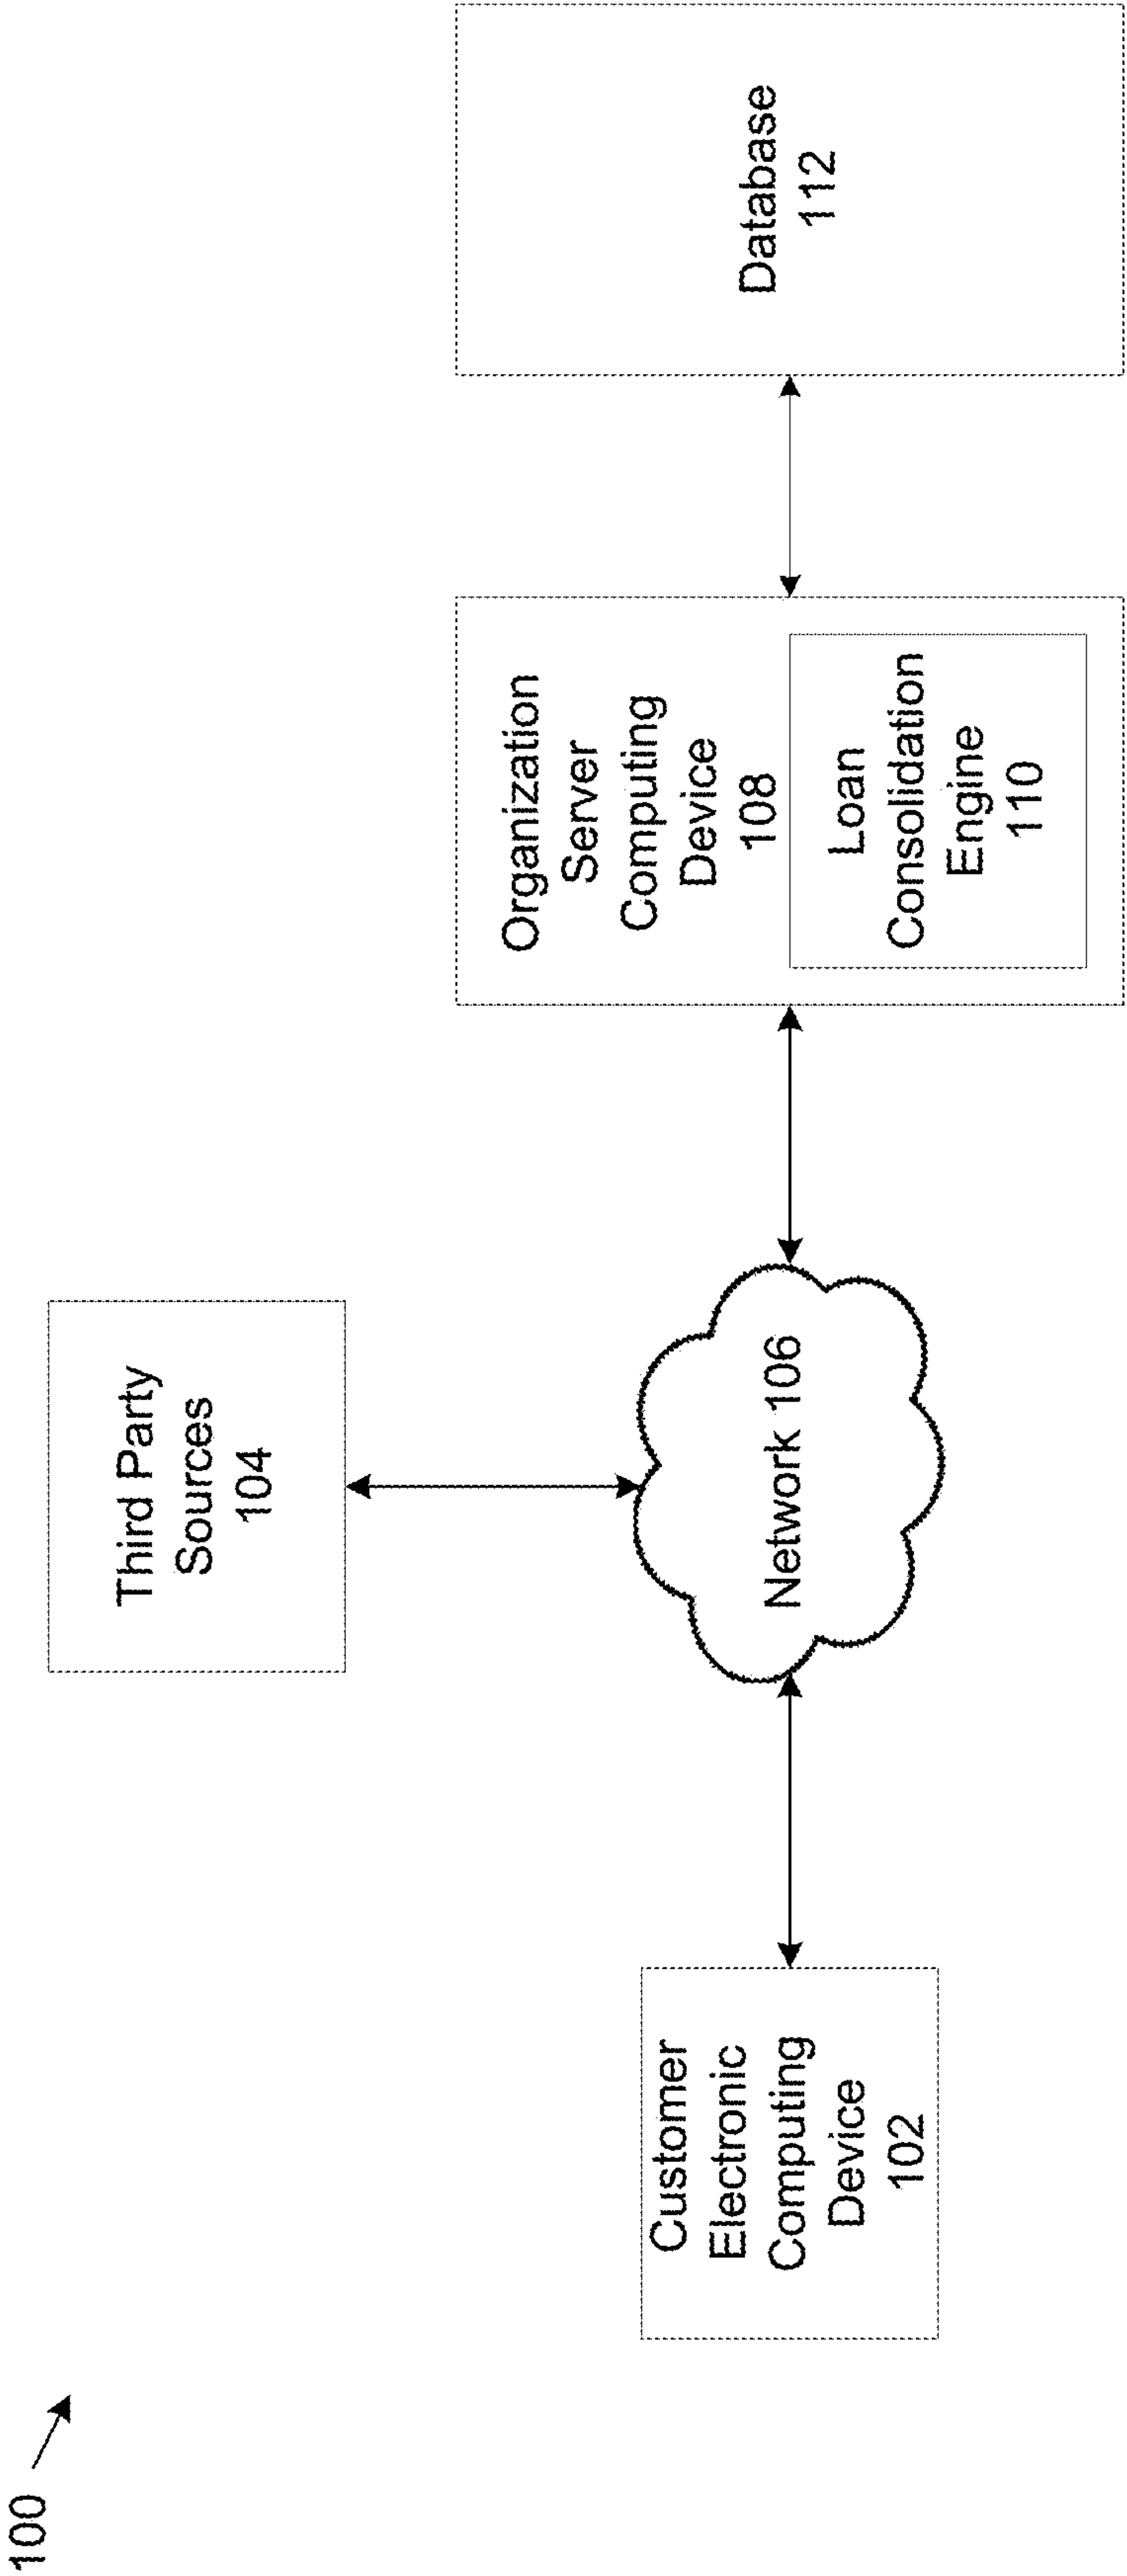 100
Third Party
Sources
104
Customer
Electronic
Computing
Device
102
Network 106
Organization
Server
Computing
Device
108
Loan
Consolidation
Engine
110
Database
112